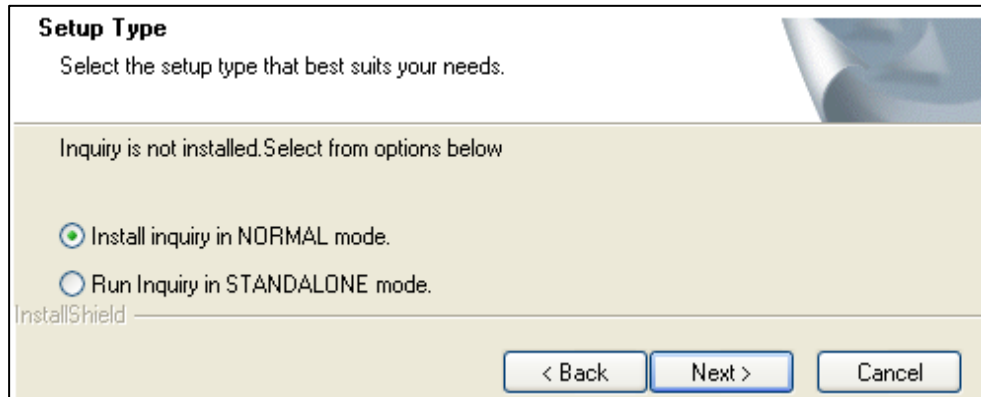 Setup Type
Select the setup type that best suits your needs.
Inquiry is not installed.Select from options below
Install inquiry in NORMAL mode.
Run Inquiry in STANDALONE mode.
InstallShield
< Back Next > Cancel